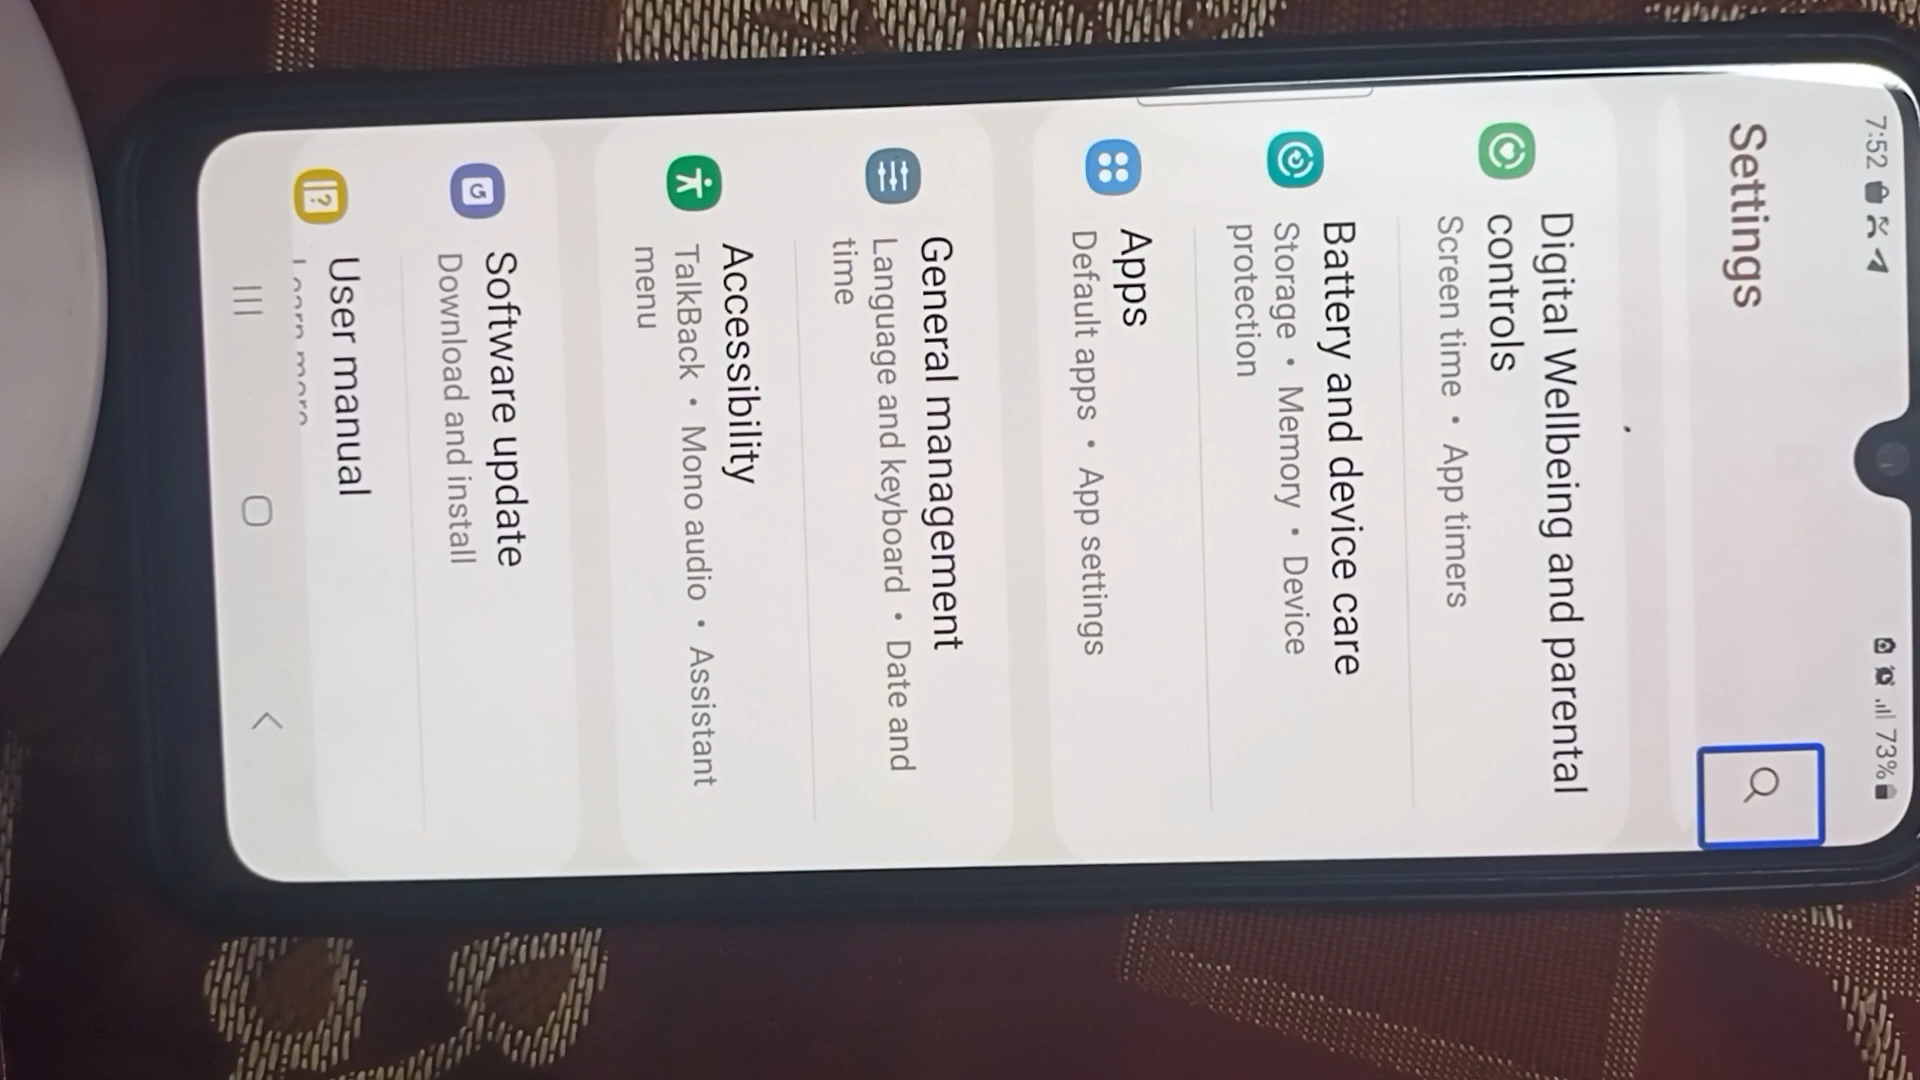 7:52
73%
Settings
Digital Wellbeing and parental
controls
Screen time • App timers
Battery and device care
Storage • Memory • Device
protection
Apps
Default apps • App settings
General management
Language and keyboard • Date and
time
Accessibility
TalkBack • Mono audio • Assistant
menu
Software update
Download and install
User manual
Learn more